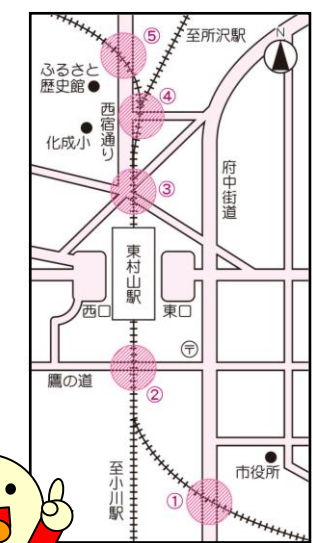 ⑤
至所沢駅
N
ふるさと
歴史館
④
西宿通り
化成小
③
府中街道
東村山駅
西口
東口
〒
鷹の道
②
市役所
至小川駅
①